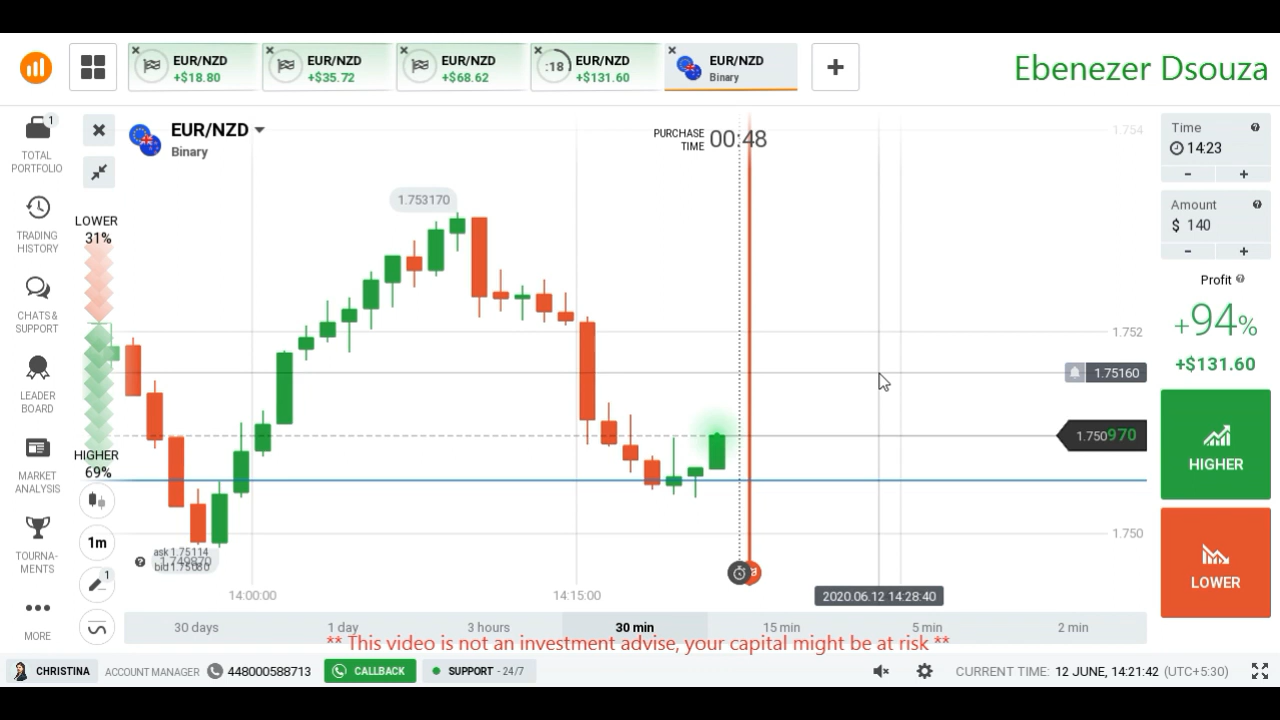 EUR/NZD
+$18.80
EUR/NZD
+$35.72
EUR/NZD
+$68.62
:18
EUR/NZD
+$131.60
EUR/NZD
Binary
+
Ebenezer Dsouza
1
TOTAL
PORTFOLIO
TRADING
HISTORY
CHATS &
SUPPORT
LEADER
BOARD
MARKET
ANALYSIS
TOURNA-
MENTS
MORE
LOWER
31%
HIGHER
69%
1m
1
EUR/NZD
Binary
PURCHASE
TIME
00:48
1.753170
1.754
1.752
1.75160
1.750970
1.750
ask 1.75114
1.749870
bid 1.75080
14:00:00
14:15:00
2020.06.12 14:28:40
30 days
1 day
3 hours
30 min
15 min
5 min
2 min
** This video is not an investment advise, your capital might be at risk **
Time
14:23
- +
Amount
$ 140
- +
Profit
+94%
+$131.60
HIGHER
LOWER
CHRISTINA
ACCOUNT MANAGER
448000588713
CALLBACK
SUPPORT - 24/7
CURRENT TIME: 12 JUNE, 14:21:42 (UTC+5:30)